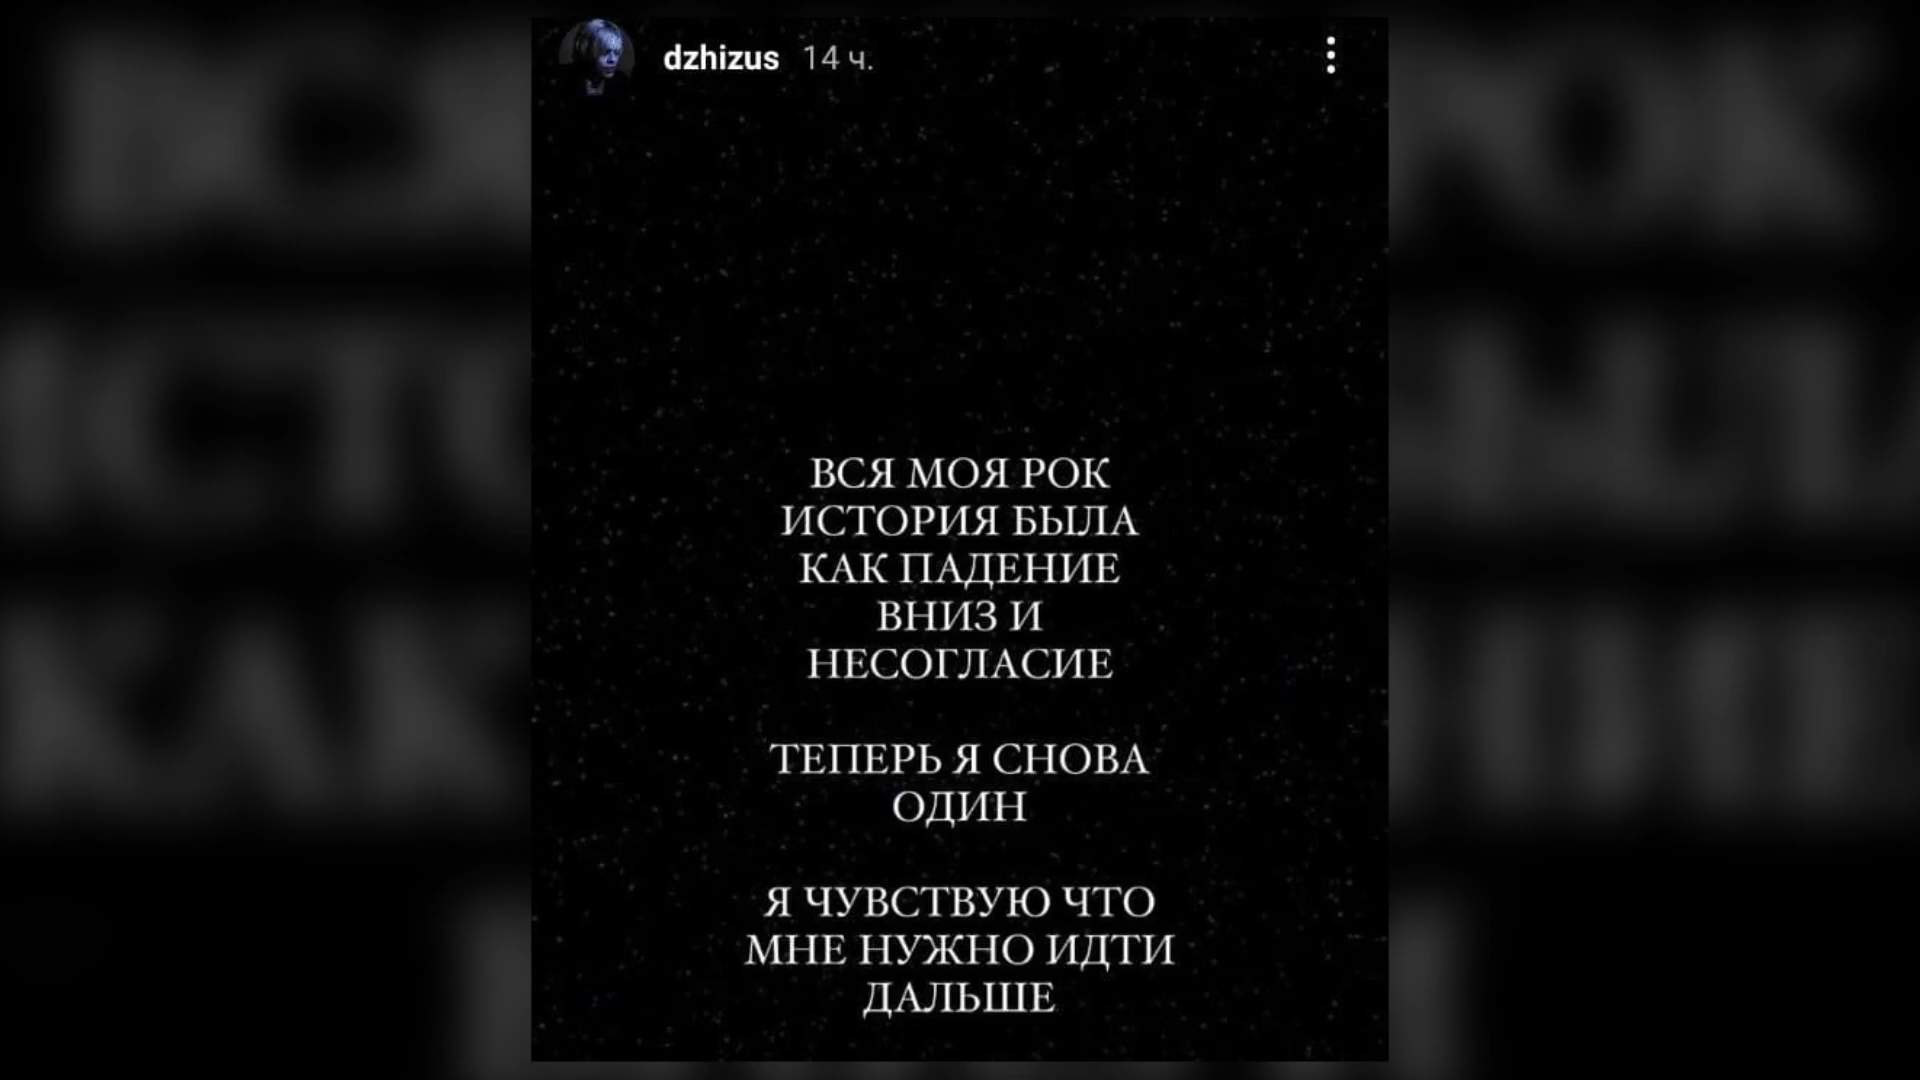 dzhizus 14 ч.
ВСЯ МОЯ РОК
ИСТОРИЯ БЫЛА
КАК ПАДЕНИЕ
ВНИЗ И
НЕСОГЛАСИЕ
ТЕПЕРЬ Я СНОВА
ОДИН
Я ЧУВСТВУЮ ЧТО
МНЕ НУЖНО ИДТИ
ДАЛЬШЕ